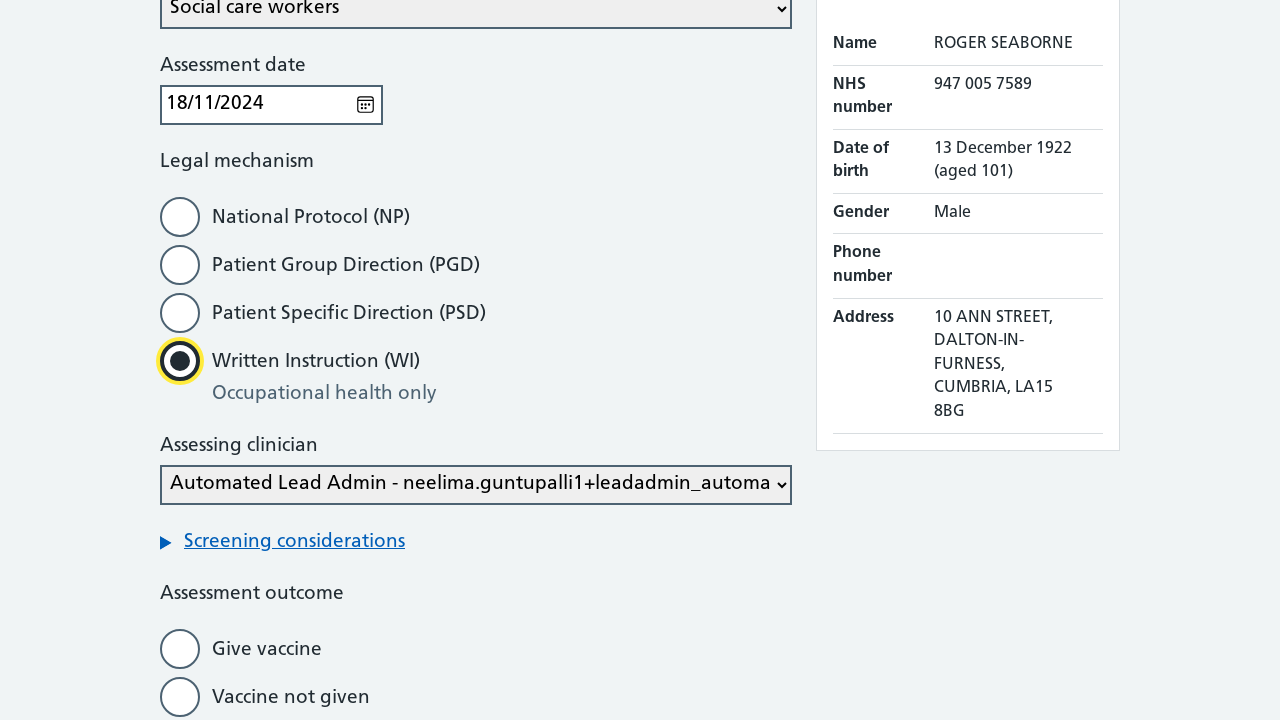 Social care workers
Assessment date
18/11/2024
Legal mechanism
National Protocol (NP)
Patient Group Direction (PGD)
Patient Specific Direction (PSD)
Written Instruction (WI)
Occupational health only
Assessing clinician
Automated Lead Admin - neelima.guntupalli1+leadadmin_automa
Screening considerations
Assessment outcome
Give vaccine
Vaccine not given
Name ROGER SEABORNE
NHS number 947 005 7589
Date of birth 13 December 1922 (aged 101)
Gender Male
Phone number
Address 10 ANN STREET,
DALTON-IN-
FURNESS,
CUMBRIA, LA15
8BG